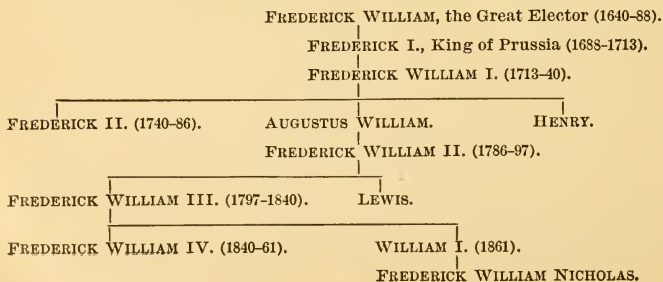 FREDERICK WILLIAM, the Great Elector (1640-88).
FREDERICK I., King of Prussia (1688-1713).
FREDERICK WILLIAM I. (1713-40).
FREDERICK II. (1740-86). AUGUSTUS WILLIAM. HENRY.
FREDERICK WILLIAM II. (1786-97).
FREDERICK WILLIAM III. (1797-1840). LEWIS.
FREDERICK WILLIAM IV. (1840-61). WILLIAM I. (1861).
FREDERICK WILLIAM NICHOLAS.